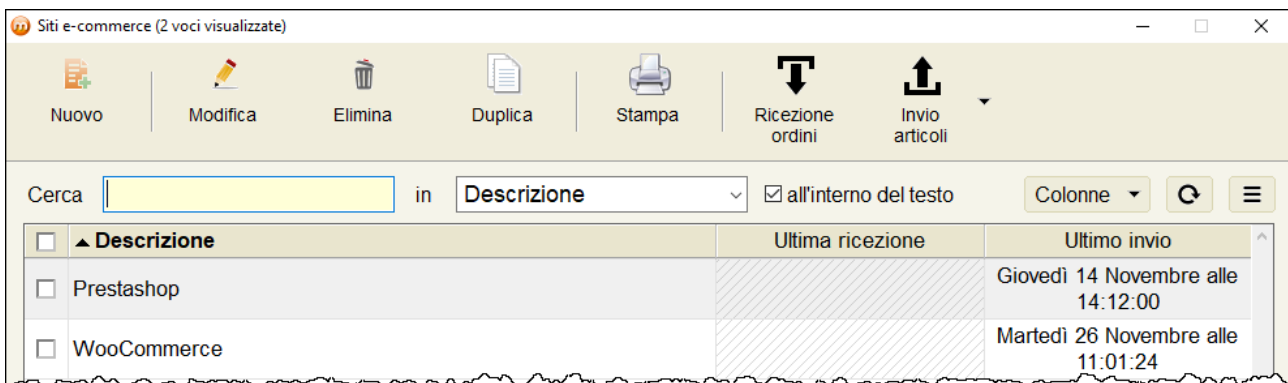 Siti e-commerce (2 voci visualizzate)
Nuovo
Modifica
Elimina
Duplica
Stampa
Ricezione
ordini
Invio
articoli
Cerca in Descrizione all'interno del testo Colonne
Descrizione Ultima ricezione Ultimo invio
Prestashop
Giovedì 14 Novembre alle
14:12:00
WooCommerce
Martedì 26 Novembre alle
11:01:24